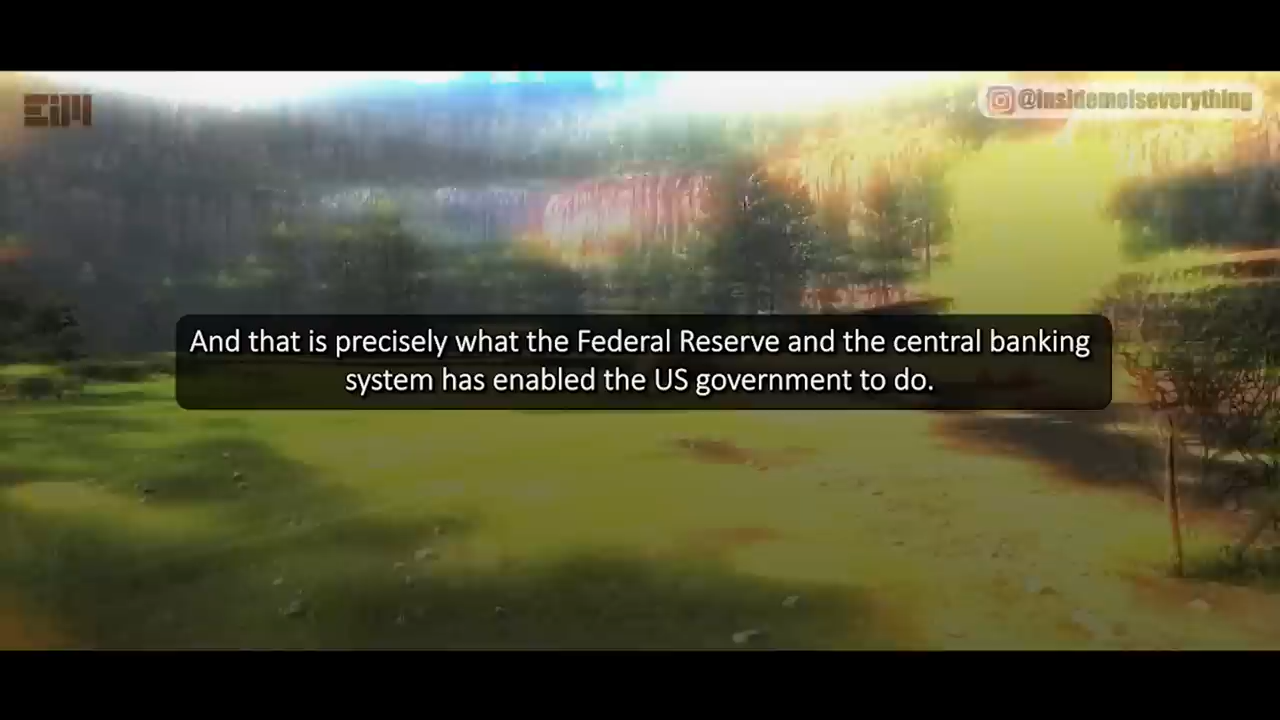 EiM
@insidemeiseverything
And that is precisely what the Federal Reserve and the central banking
system has enabled the US government to do.